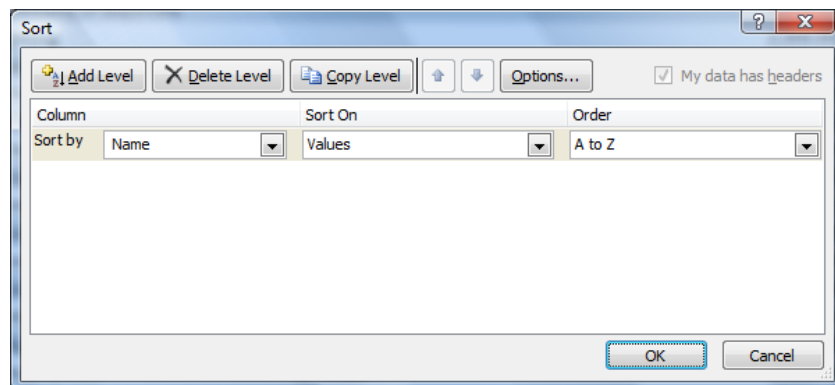 Sort
Add Level Delete Level Copy Level Options... My data has headers
Column Sort On Order
Sort by Name Values A to Z
OK Cancel